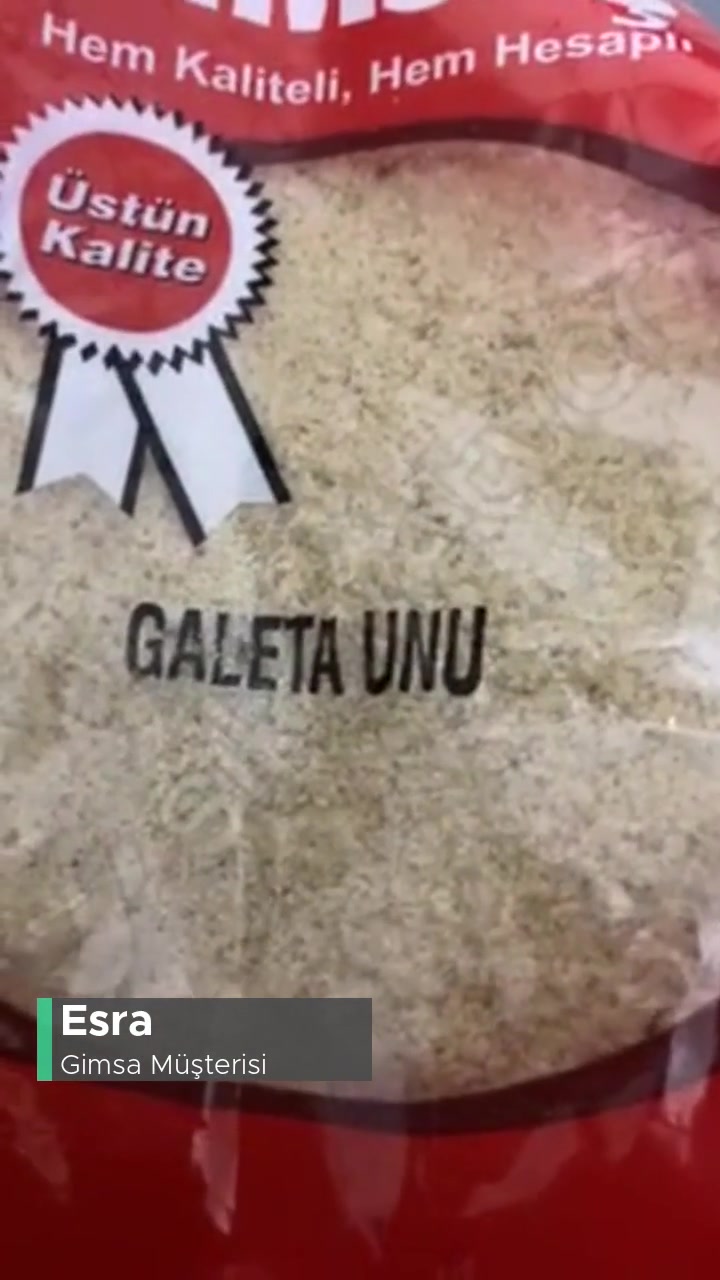 Hem Kaliteli, Hem Hesaplı.
Üstün
Kalite
GALETA UNU
Esra
Gimsa Müşterisi